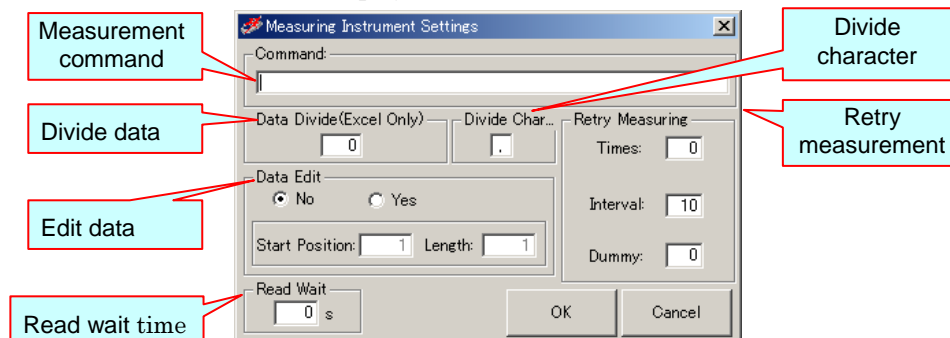 Measurement
command
Divide data
Edit data
Read wait time
Measuring Instrument Settings
Command:
Data Divide(Excel Only)
0
Divide Char...
,
Retry Measuring
Times: 0
Interval: 10
Dummy: 0
Data Edit
No Yes
Start Position: 1 Length: 1
Read Wait
0 s
OK Cancel
Divide
character
Retry
measurement